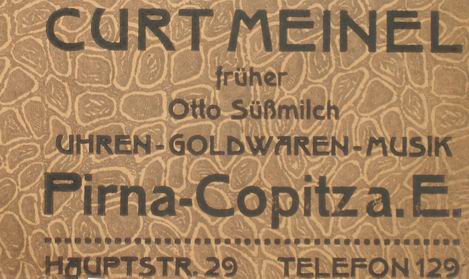 CURT MEINEL
früher
Otto Süßmilch
UHREN-GOLDWAREN-MUSIK
Pirna-Copitz a. E.
HAUPTSTR. 29 TELEFON 129